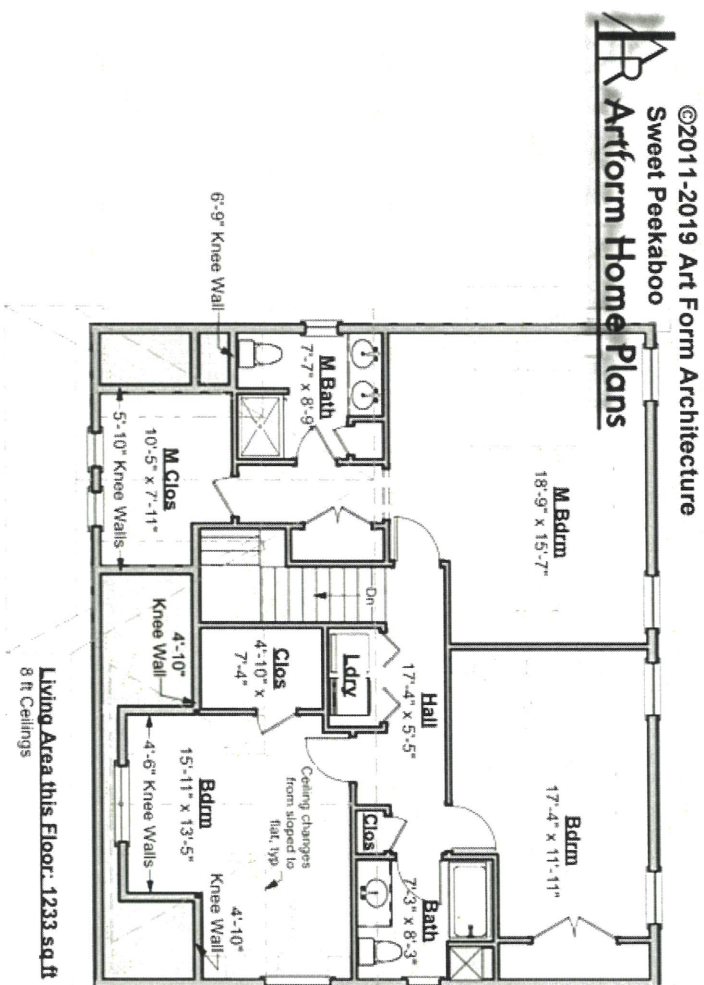 ©2011-2019 Art Form Architecture
Sweet Peekaboo
AR Artform Home Plans
M Bdrm
18'-9" x 15'-7"
Bdrm
17'-4" x 11'-11"
6'-9" Knee Wall
M Bath
7'-7" x 8'-9"
Hall
17'-4" x 5'-5"
Bath
7'-3" x 8'-3"
Dn
Ldry
Clos
M Clos
10'-5" x 7'-11"
5'-10" Knee Walls
Clos
4'-10" x
7'-4"
Ceiling changes
from sloped to
flat, typ
4'-10"
Knee Wall
Bdrm
15'-11" x 13'-5"
4'-6" Knee Walls
4'-10"
Knee Wall
Living Area this Floor: 1233 sq ft
8 ft Ceilings